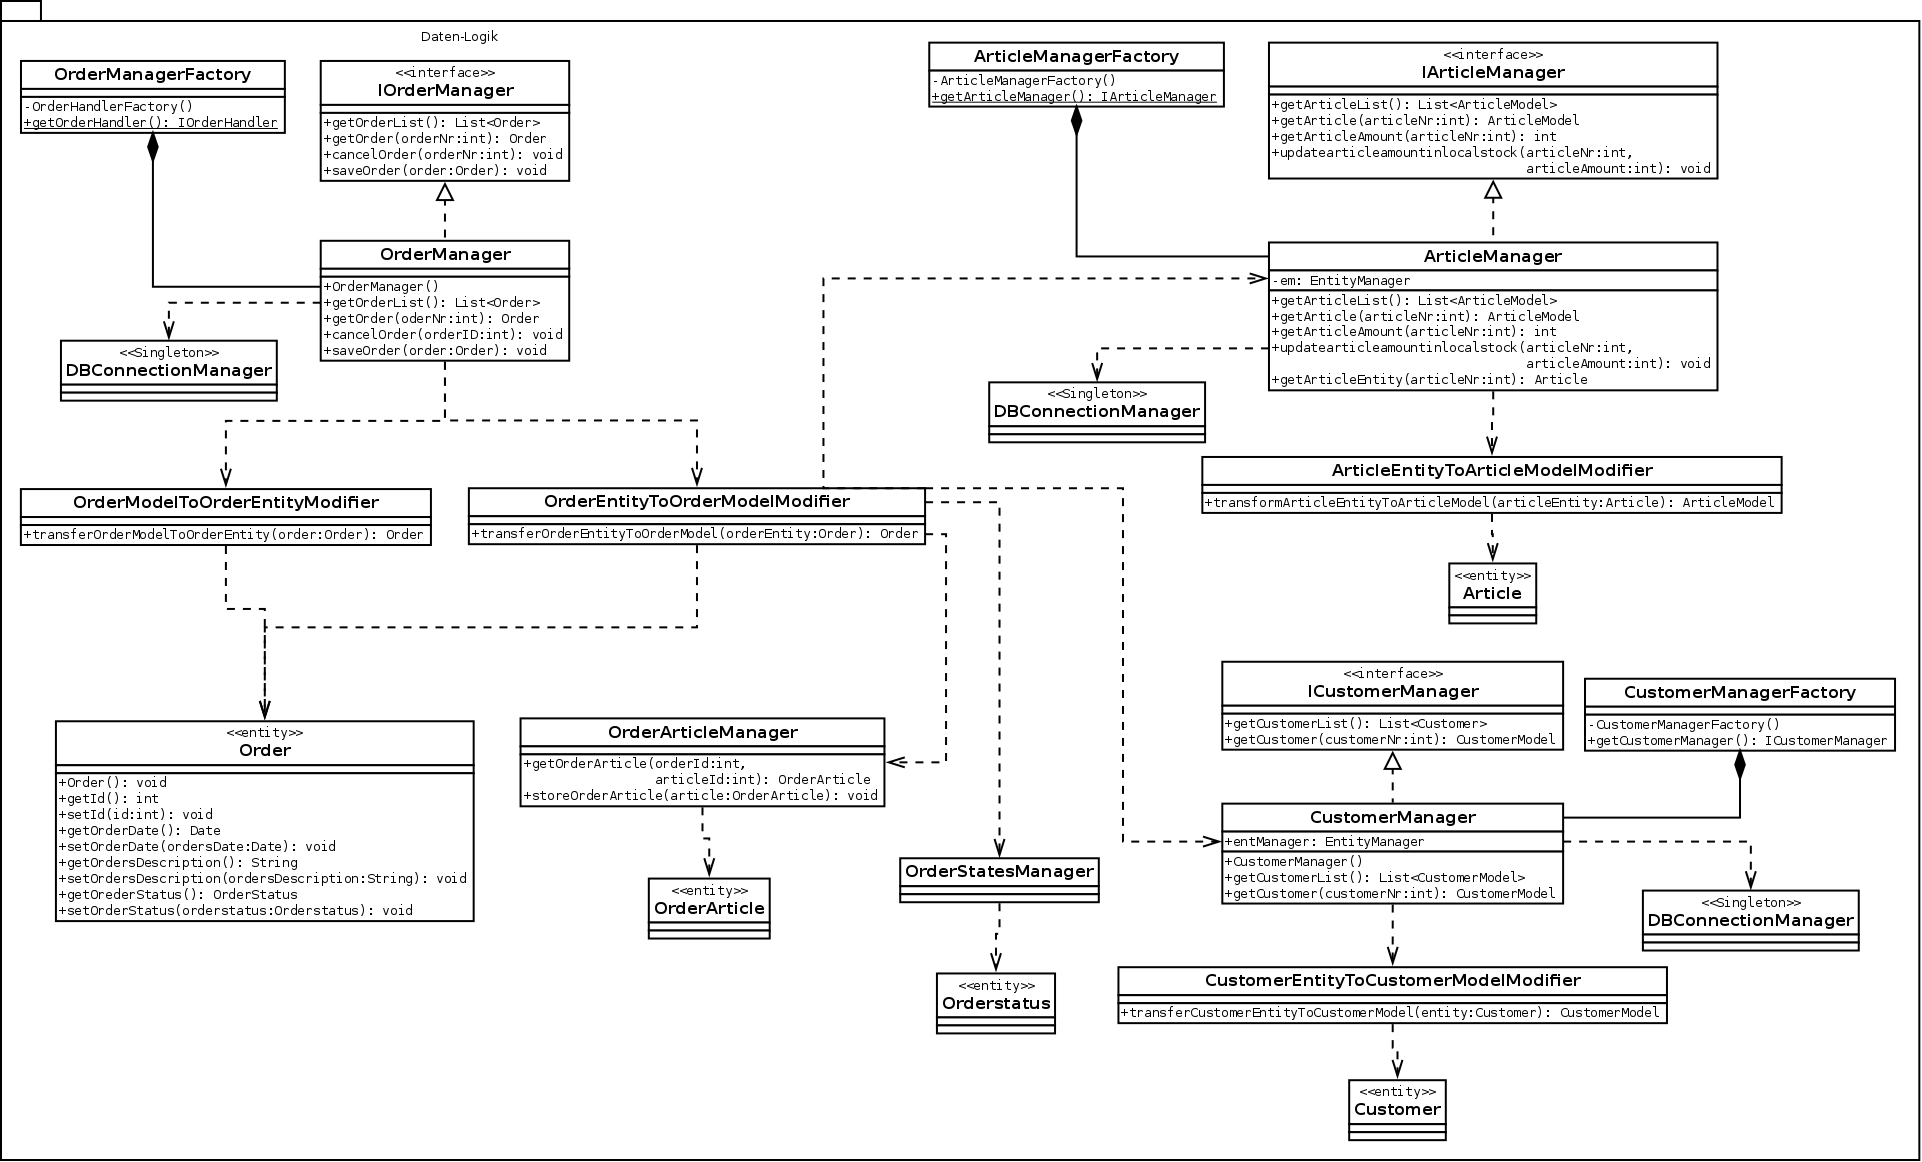 Daten-Logik
OrderManagerFactory
-OrderHandlerFactory()
+getOrderHandler(): IOrderHandler
<<interface>>
IOrderManager
+getOrderList(): List<Order>
+getOrder(orderNr:int): Order
+cancelOrder(orderNr:int): void
+saveOrder(order:Order): void
ArticleManagerFactory
-ArticleManagerFactory()
+getArticleManager(): IArticleManager
<<interface>>
IArticleManager
+getArticleList(): List<ArticleModel>
+getArticle(articleNr:int): ArticleModel
+getArticleAmount(articleNr:int): int
+updatearticleamountinlocalstock(articleNr:int,
articleAmount:int): void
OrderManager
+OrderManager()
+getOrderList(): List<Order>
+getOrder(oderNr:int): Order
+cancelOrder(orderID:int): void
+saveOrder(order:Order): void
<<Singleton>>
DBConnectionManager
ArticleManager
-em: EntityManager
+getArticleList(): List<ArticleModel>
+getArticle(articleNr:int): ArticleModel
+getArticleAmount(articleNr:int): int
+updatearticleamountinlocalstock(articleNr:int,
articleAmount:int): void
+getArticleEntity(articleNr:int): Article
<<Singleton>>
DBConnectionManager
OrderModelToOrderEntityModifier
+transferOrderModelToOrderEntity(order:Order): Order
OrderEntityToOrderModelModifier
+transferOrderEntityToOrderModel(orderEntity:Order): Order
ArticleEntityToArticleModelModifier
+transformArticleEntityToArticleModel(articleEntity:Article): ArticleModel
<<entity>>
Article
<<interface>>
ICustomerManager
+getCustomerList(): List<Customer>
+getCustomer(customerNr:int): CustomerModel
CustomerManagerFactory
-CustomerManagerFactory()
+getCustomerManager(): ICustomerManager
<<entity>>
Order
+Order(): void
+getId(): int
+setId(id:int): void
+getOrderDate(): Date
+setOrderDate(ordersDate:Date): void
+getOrdersDescription(): String
+setOrdersDescription(ordersDescription:String): void
+getOrederStatus(): OrderStatus
+setOrderStatus(orderstatus:Orderstatus): void
OrderArticleManager
+getOrderArticle(orderId:int,
articleId:int): OrderArticle
+storeOrderArticle(article:OrderArticle): void
<<entity>>
OrderArticle
OrderStatesManager
<<entity>>
Orderstatus
CustomerManager
+entManager: EntityManager
+CustomerManager()
+getCustomerList(): List<CustomerModel>
+getCustomer(customerNr:int): CustomerModel
<<Singleton>>
DBConnectionManager
CustomerEntityToCustomerModelModifier
+transferCustomerEntityToCustomerModel(entity:Customer): CustomerModel
<<entity>>
Customer